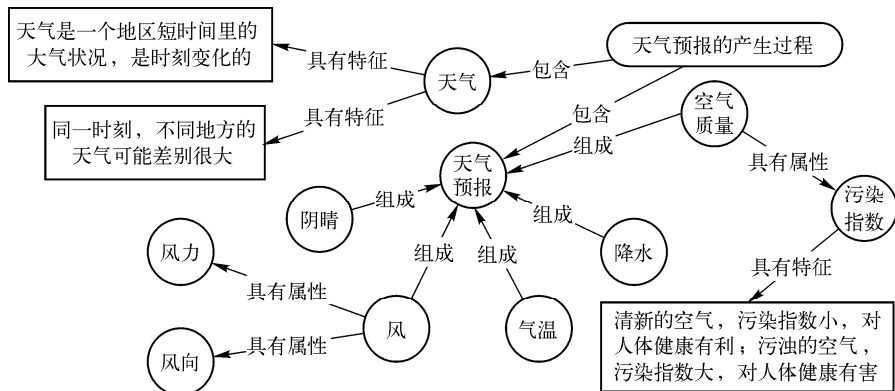 天气是一个地区短时间里的
大气状况，是时刻变化的
具有特征
天气
包含
天气预报的产生过程
同一时刻，不同地方的
天气可能差别很大
具有特征
包含
组成
空气
质量
具有属性
污染
指数
天气
预报
阴晴
组成
组成
降水
具有特征
风力
具有属性
组成
组成
风
气温
风向
具有属性
清新的空气，污染指数小，对
人体健康有利；污浊的空气，
污染指数大，对人体健康有害